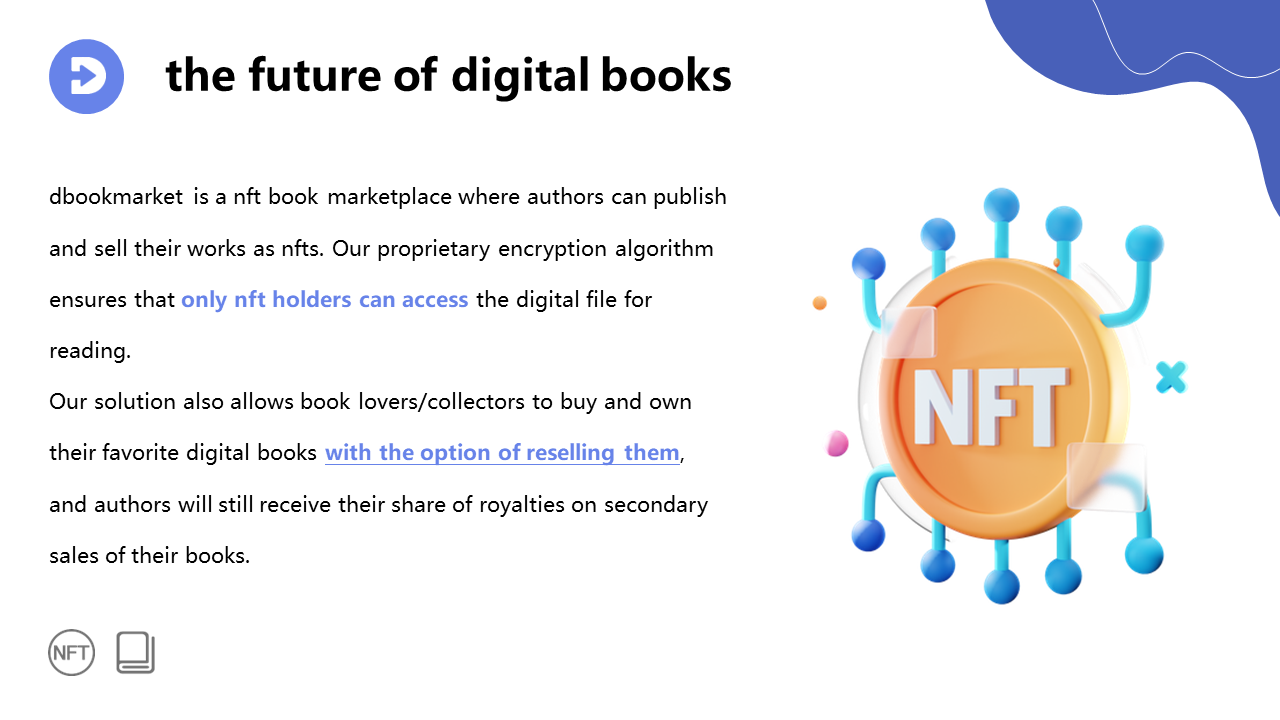 the future of digital books
dbookmarket is a nft book marketplace where authors can publish
and sell their works as nfts. Our proprietary encryption algorithm
ensures that only nft holders can access the digital file for
reading.
Our solution also allows book lovers/collectors to buy and own
their favorite digital books with the option of reselling them,
and authors will still receive their share of royalties on secondary
sales of their books.
NFT
NFT